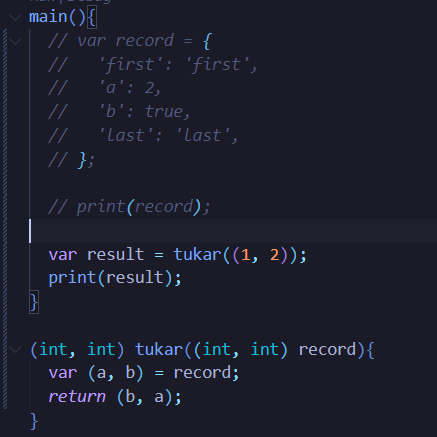 main(){
// var record = {
//   'first': 'first',
//   'a': 2,
//   'b': true,
//   'last': 'last',
// };
// print(record);
var result = tukar((1, 2));
print(result);
}
(int, int) tukar((int, int) record){
var (a, b) = record;
return (b, a);
}